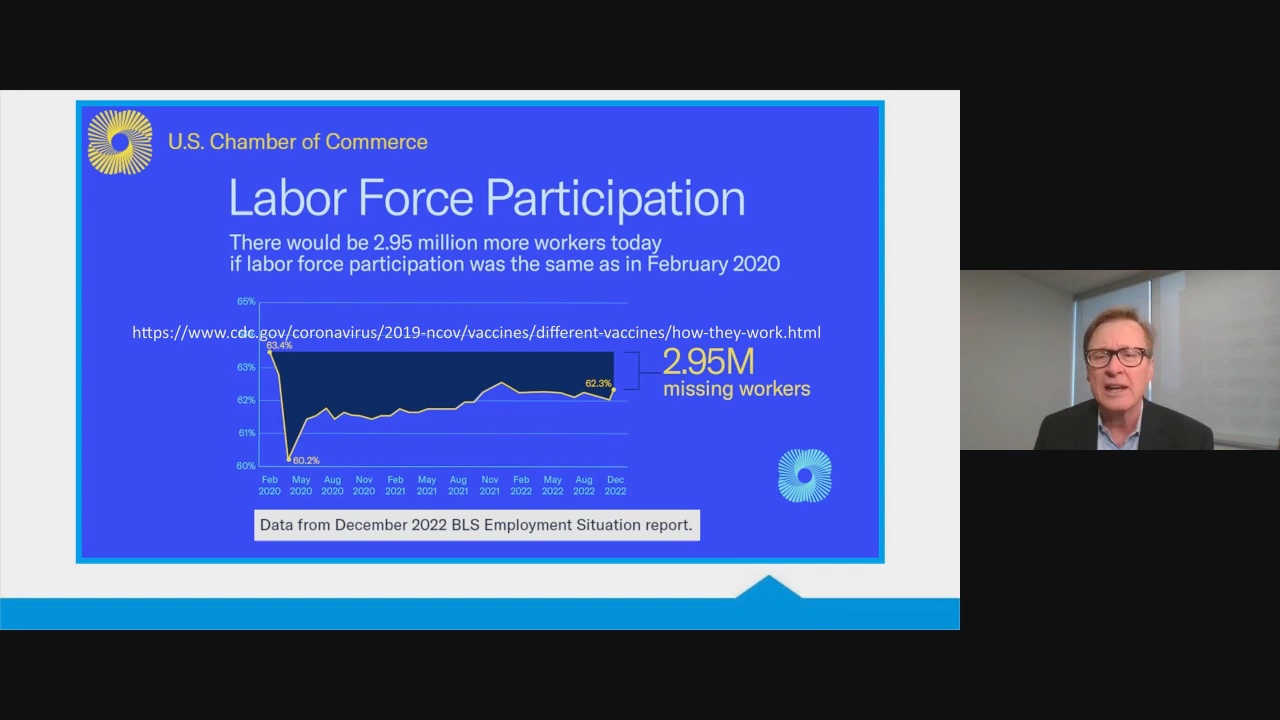 U.S. Chamber of Commerce
Labor Force Participation
There would be 2.95 million more workers today
if labor force participation was the same as in February 2020
65%
https://www.cdc.gov/coronavirus/2019-ncov/vaccines/different-vaccines/how-they-work.html
63.4%
63%
2.95M
missing workers
62.3%
62%
61%
60.2%
60%
Feb May Aug Nov Feb May Aug Nov Feb May Aug Dec
2020 2020 2020 2020 2021 2021 2021 2021 2022 2022 2022 2022
Data from December 2022 BLS Employment Situation report.